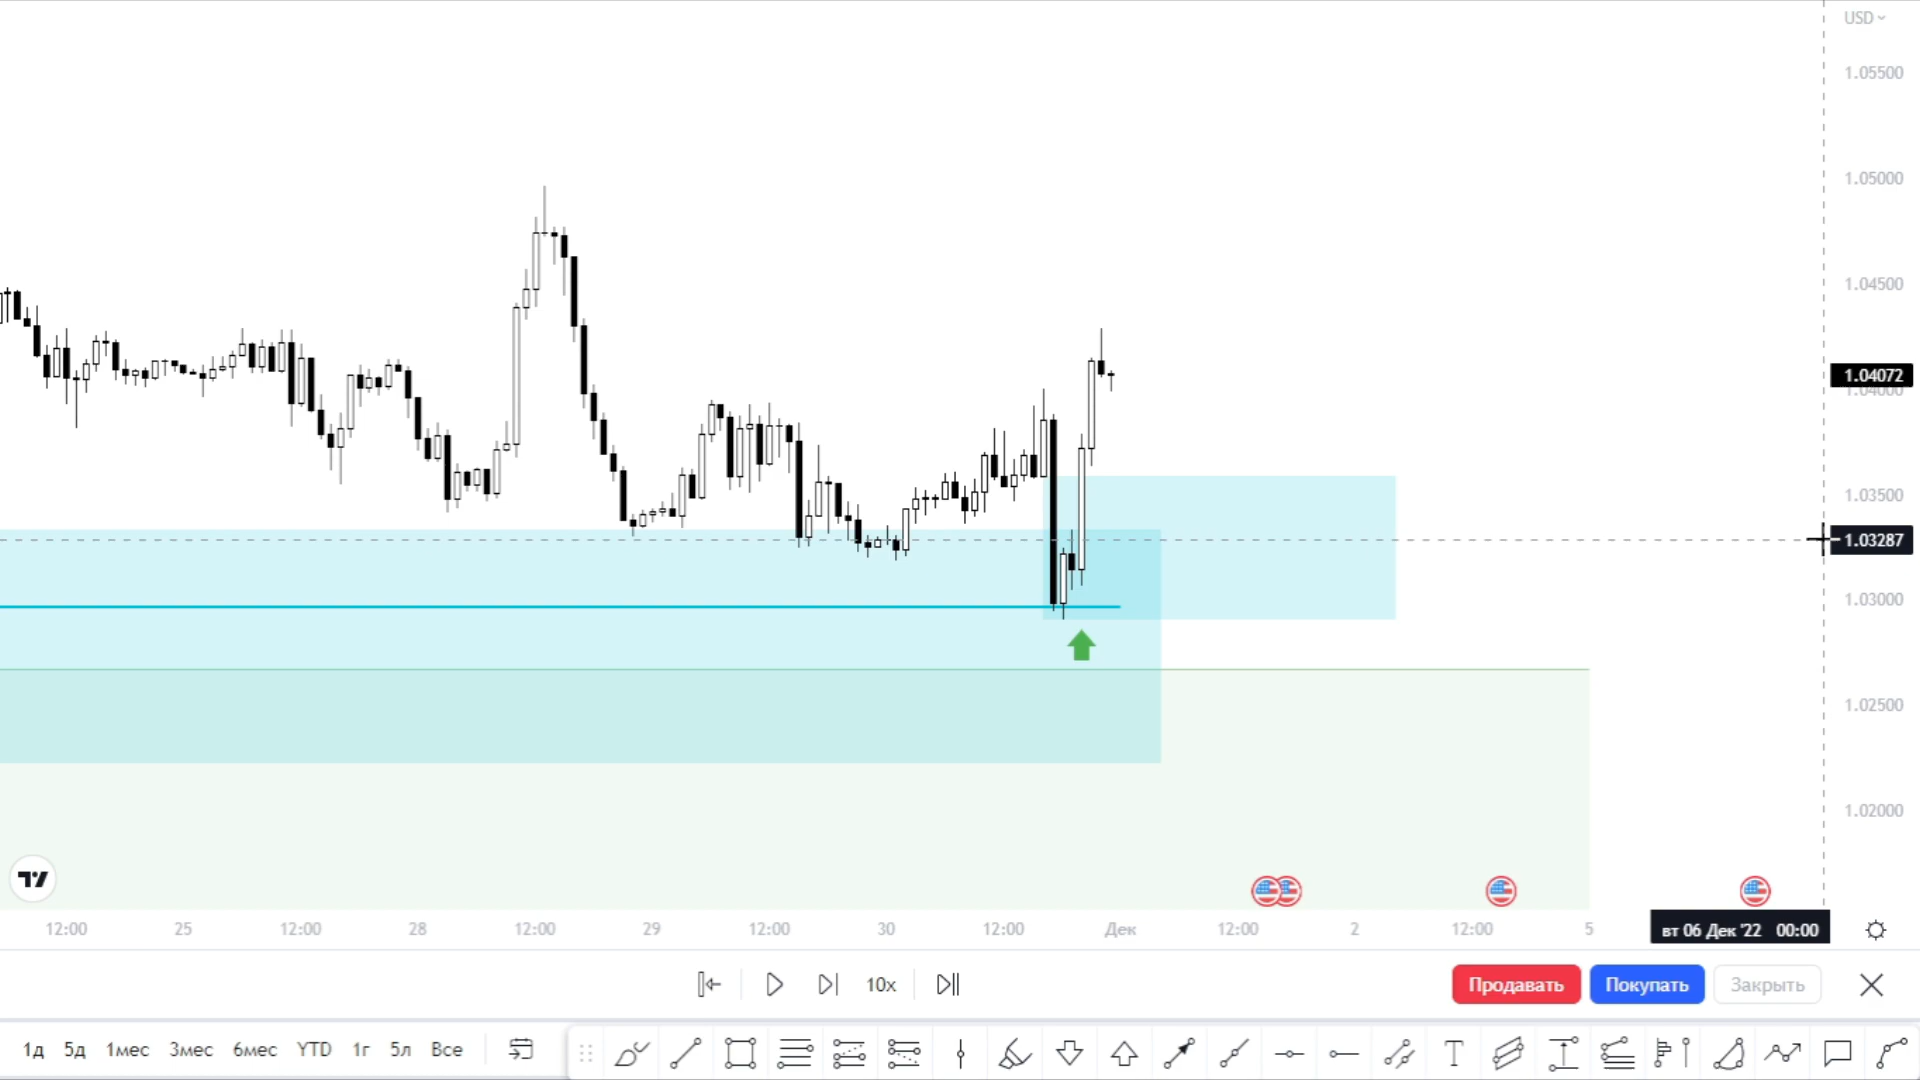 USD
1.05500
1.05000
1.04500
1.04072
1.04000
1.03500
1.03287
1.03000
1.02500
1.02000
12:00 25 12:00 28 12:00 29 12:00 30 12:00 Дек 12:00 2 12:00 5 вт 06 Дек '22 00:00
10x Продавать Покупать Закрыть
1д 5д 1мес 3мес 6мес YTD 1г 5л Все T